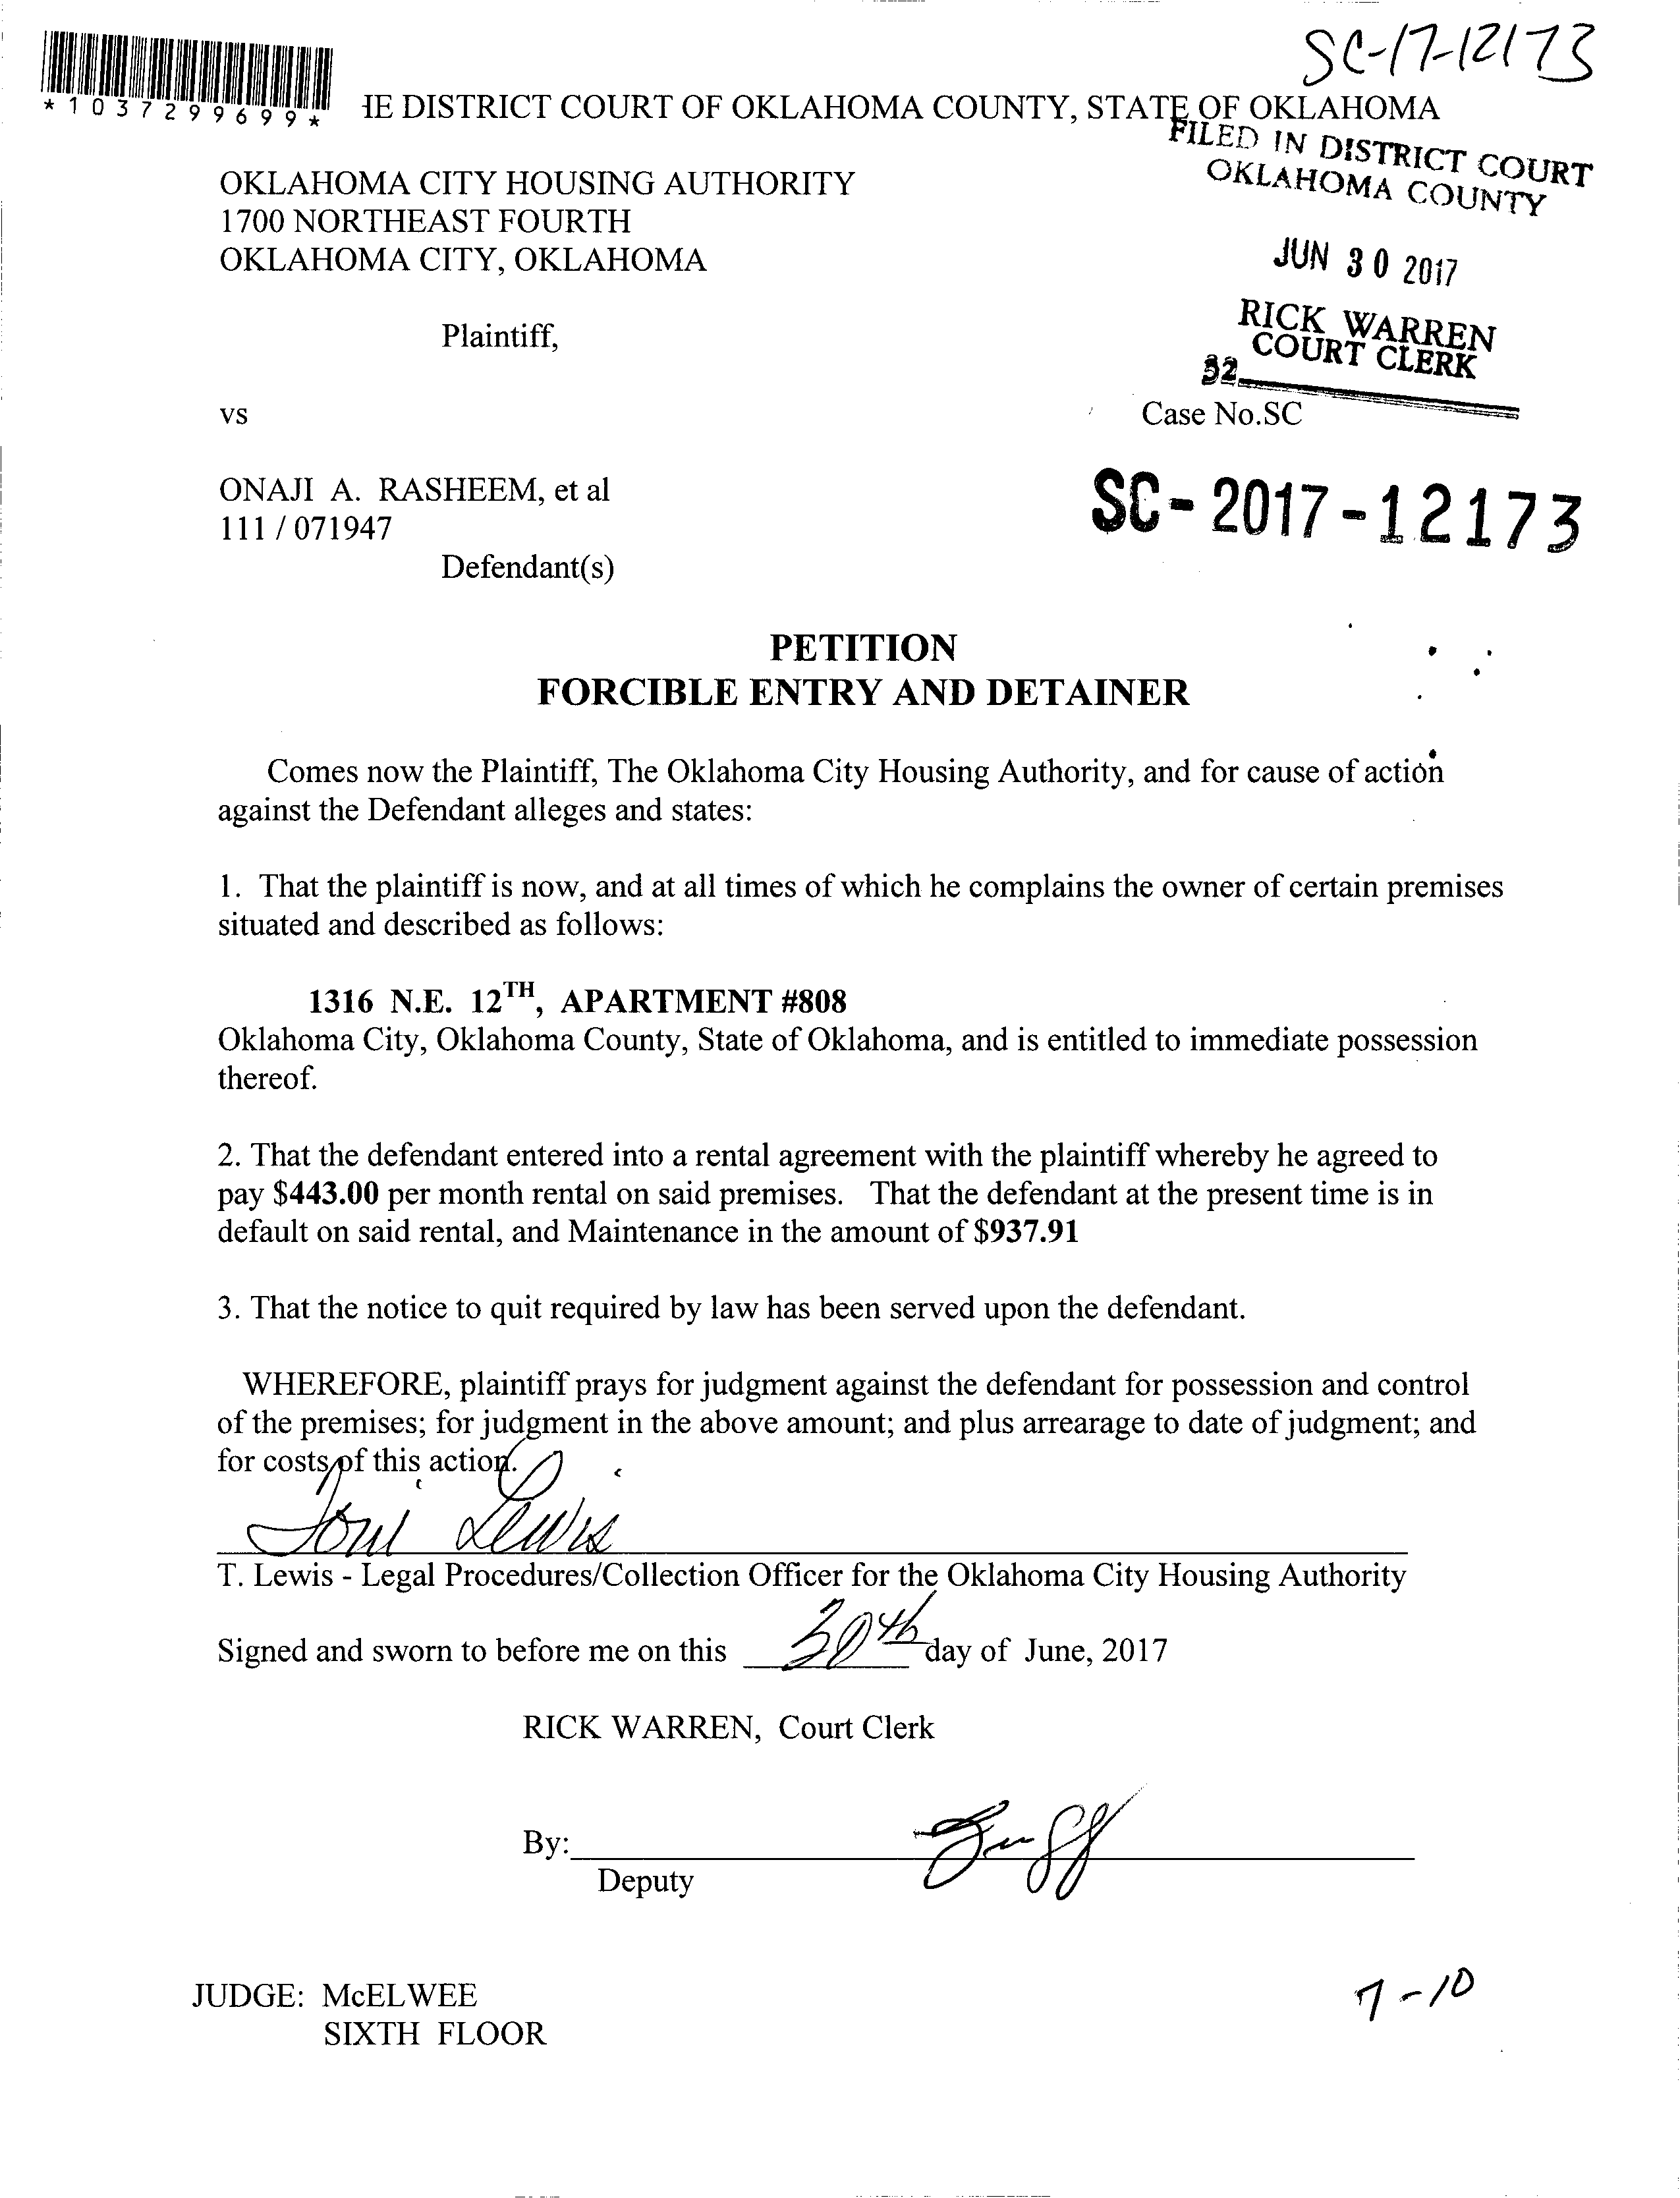 SC-17-12173
*1037299699*
HE DISTRICT COURT OF OKLAHOMA COUNTY, STATE OF OKLAHOMA
FILED IN DISTRICT COURT
OKLAHOMA COUNTY
OKLAHOMA CITY HOUSING AUTHORITY
1700 NORTHEAST FOURTH
OKLAHOMA CITY, OKLAHOMA
JUN 30 2017
RICK WARREN
COURT CLERK
32
Plaintiff,
vs
Case No.SC
ONAJI A. RASHEEM, et al
111 / 071947
SC-2017-12173
Defendant(s)
PETITION
FORCIBLE ENTRY AND DETAINER
Comes now the Plaintiff, The Oklahoma City Housing Authority, and for cause of action
against the Defendant alleges and states:
1. That the plaintiff is now, and at all times of which he complains the owner of certain premises
situated and described as follows:
1316 N.E. 12TH, APARTMENT #808
Oklahoma City, Oklahoma County, State of Oklahoma, and is entitled to immediate possession
thereof.
2. That the defendant entered into a rental agreement with the plaintiff whereby he agreed to
pay $443.00 per month rental on said premises. That the defendant at the present time is in
default on said rental, and Maintenance in the amount of $937.91
3. That the notice to quit required by law has been served upon the defendant.
WHEREFORE, plaintiff prays for judgment against the defendant for possession and control
of the premises; for judgment in the above amount; and plus arrearage to date of judgment; and
for costs of this action.
Toni Lewis
T. Lewis - Legal Procedures/Collection Officer for the Oklahoma City Housing Authority
Signed and sworn to before me on this 30th day of June, 2017
RICK WARREN, Court Clerk
By:
Deputy
JUDGE: McELWEE
SIXTH FLOOR
7-10